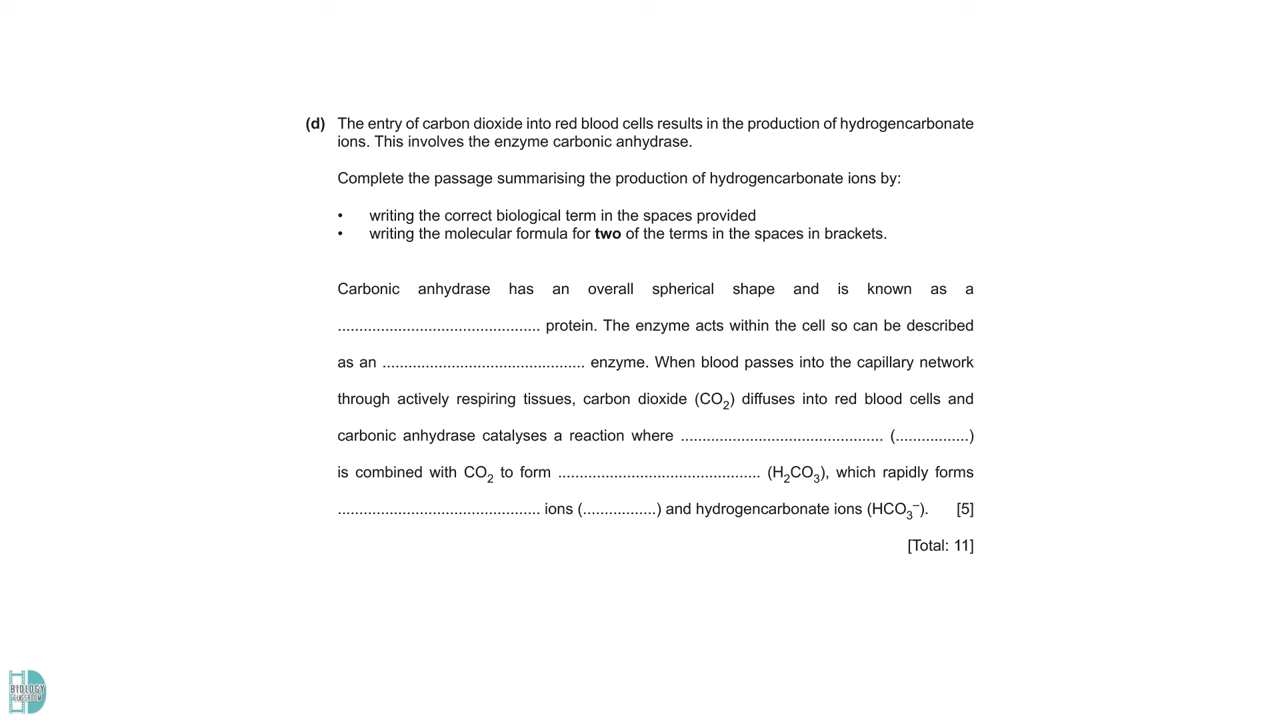 (d) The entry of carbon dioxide into red blood cells results in the production of hydrogencarbonate
ions. This involves the enzyme carbonic anhydrase.
Complete the passage summarising the production of hydrogencarbonate ions by:
• writing the correct biological term in the spaces provided
• writing the molecular formula for two of the terms in the spaces in brackets.
Carbonic anhydrase has an overall spherical shape and is known as a
............................................... protein. The enzyme acts within the cell so can be described
as an ............................................... enzyme. When blood passes into the capillary network
through actively respiring tissues, carbon dioxide (CO₂) diffuses into red blood cells and
carbonic anhydrase catalyses a reaction where ............................................... (.................)
is combined with CO₂ to form ............................................... (H₂CO₃), which rapidly forms
............................................... ions (.................) and hydrogencarbonate ions (HCO₃⁻). [5]
[Total: 11]
BIOLOGY
CLASSROOM